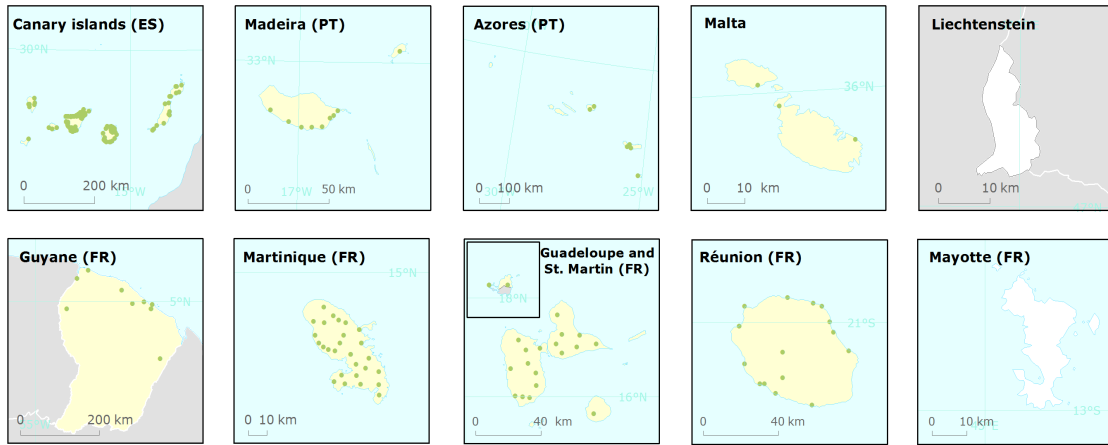 Canary islands (ES)
30°N
0 200 km
15°W
Madeira (PT)
33°N
0 50 km
17°W
Azores (PT)
30°N
0 100 km
25°W
Malta
36°N
0 10 km
Liechtenstein
0 10 km
Guyane (FR)
5°N
0 200 km
Martinique (FR)
15°N
0 10 km
Guadeloupe and
St. Martin (FR)
18°N
16°N
0 40 km
Réunion (FR)
21°S
0 40 km
Mayotte (FR)
0 10 km
13°S